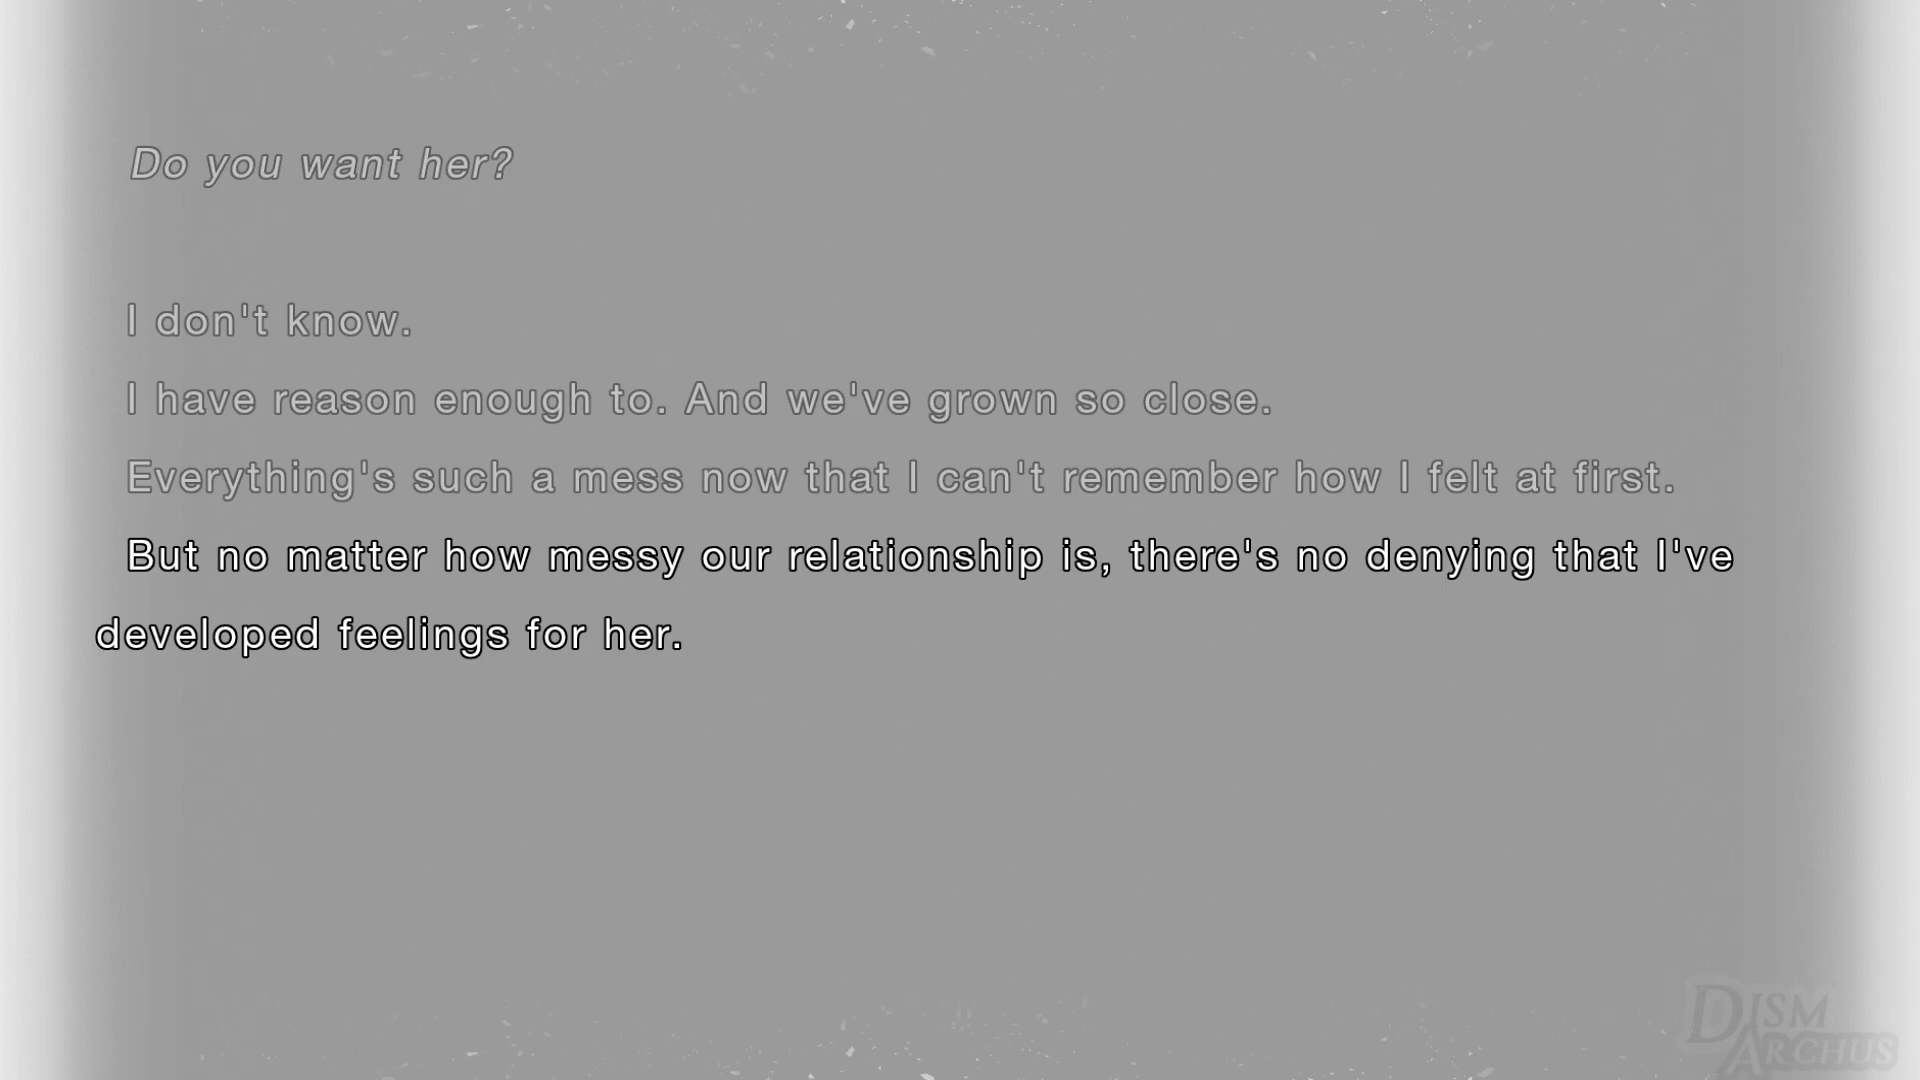 Do you want her?
I don't know.
I have reason enough to. And we've grown so close.
Everything's such a mess now that I can't remember how I felt at first.
But no matter how messy our relationship is, there's no denying that I've
developed feelings for her.
DISM
ARCHUS